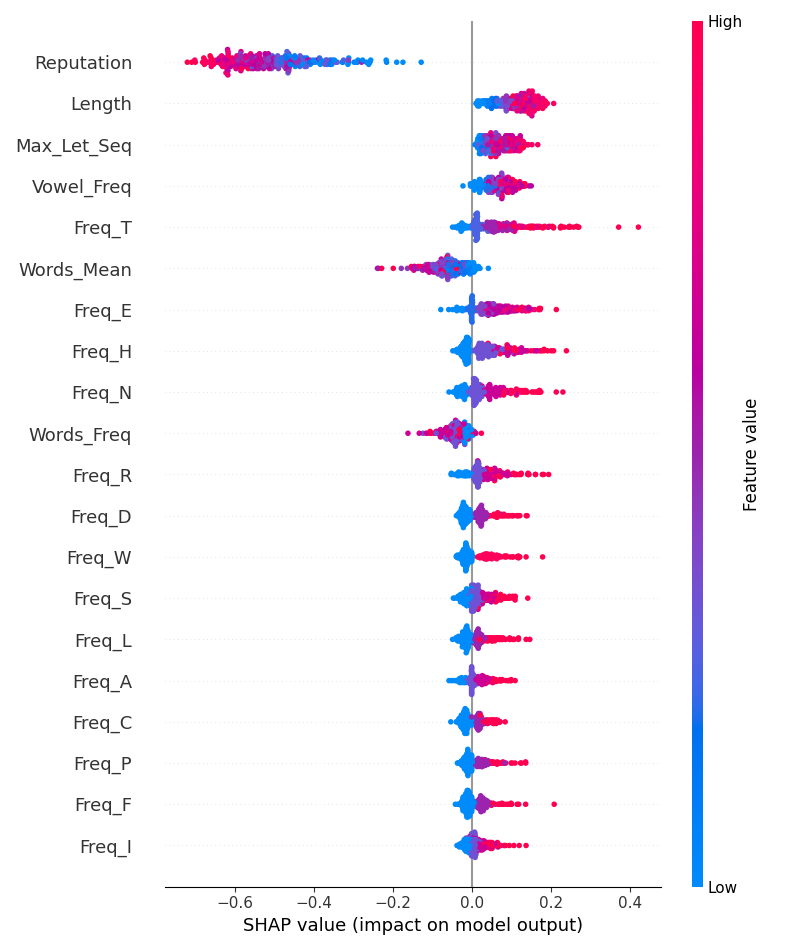 High
Reputation
Length
Max_Let_Seq
Vowel_Freq
Freq_T
Words_Mean
Freq_E
Freq_H
Freq_N
Words_Freq
Freq_R
Freq_D
Freq_W
Freq_S
Freq_L
Freq_A
Freq_C
Freq_P
Freq_F
Freq_I
Feature value
Low
−0.6 −0.4 −0.2 0.0 0.2 0.4
SHAP value (impact on model output)